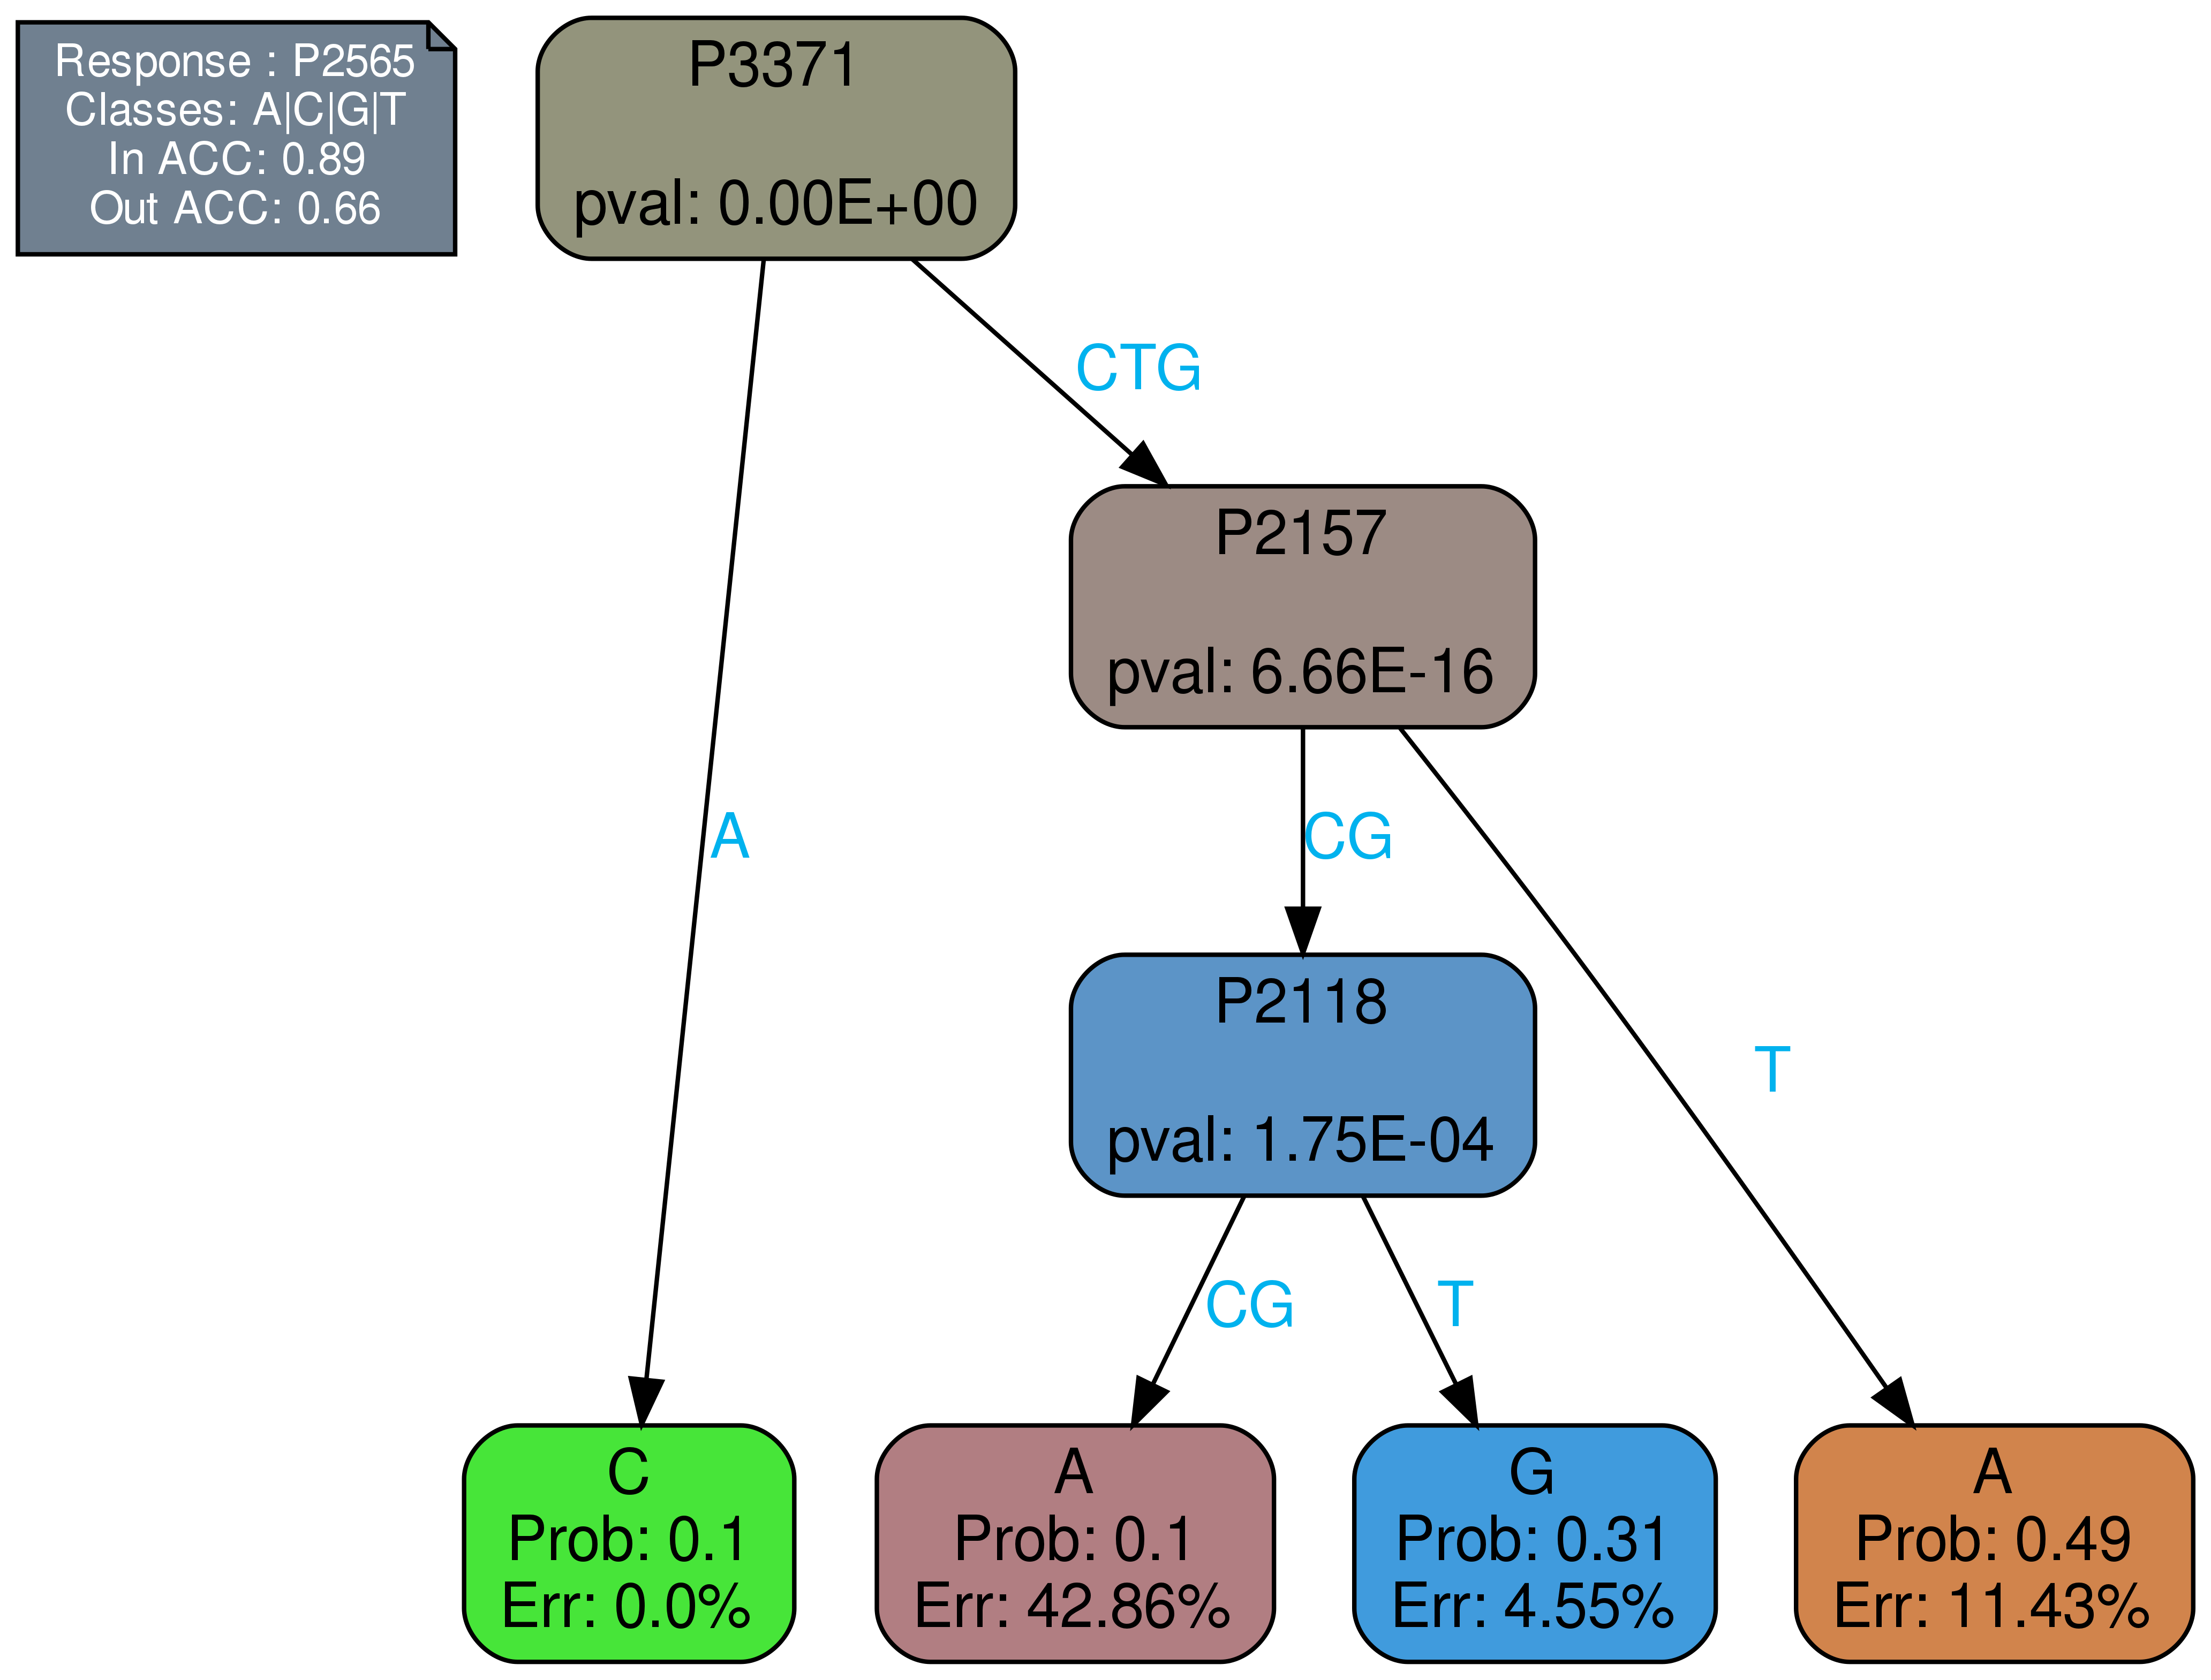 Response : P2565
Classes: A|C|G|T
In ACC: 0.89
Out ACC: 0.66
P3371
pval: 0.00E+00
CTG
P2157
pval: 6.66E-16
A
CG
P2118
pval: 1.75E-04
T
CG
T
C
Prob: 0.1
Err: 0.0%
A
Prob: 0.1
Err: 42.86%
G
Prob: 0.31
Err: 4.55%
A
Prob: 0.49
Err: 11.43%